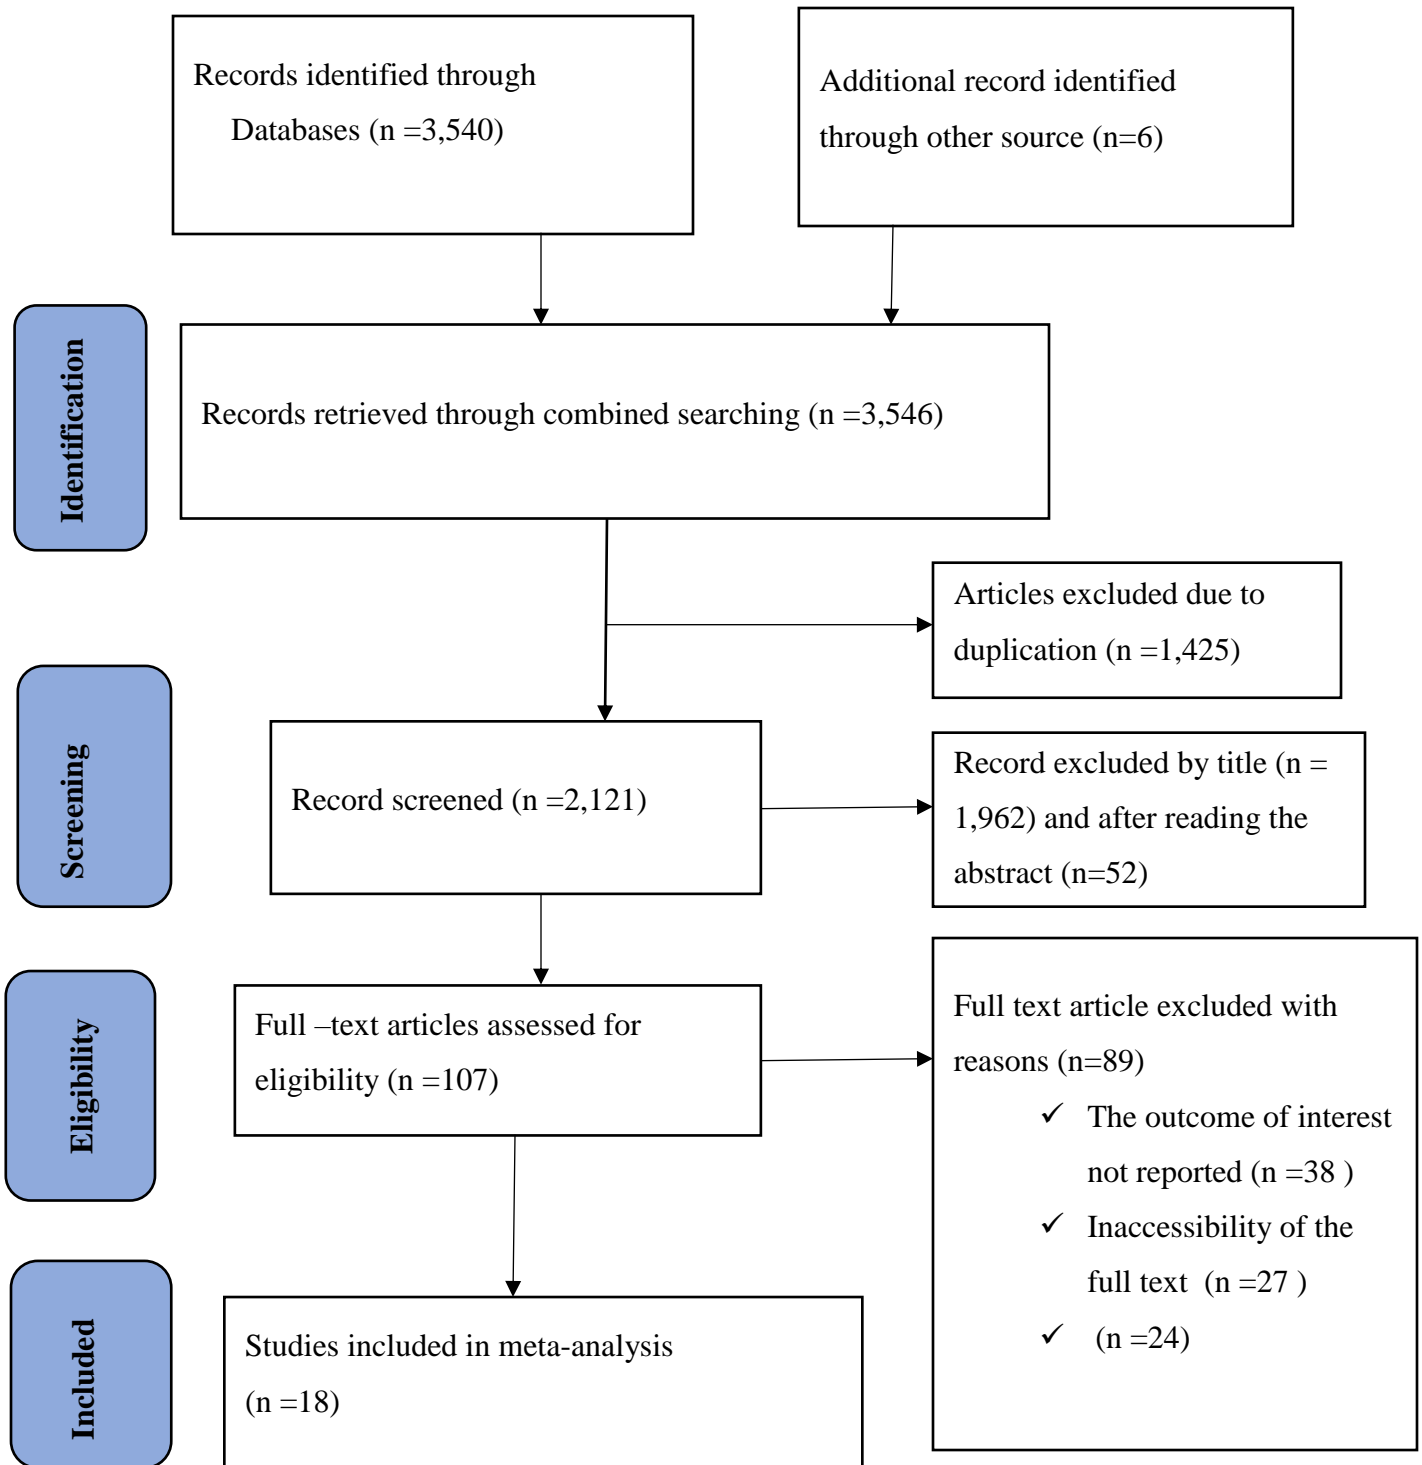 Records identified through
Databases (n =3,540)
Additional record identified
through other source (n=6)
Identification
Records retrieved through combined searching (n =3,546)
Articles excluded due to
duplication (n =1,425)
Screening
Record screened (n =2,121)
Record excluded by title (n =
1,962) and after reading the
abstract (n=52)
Eligibility
Full –text articles assessed for
eligibility (n =107)
Full text article excluded with
reasons (n=89)
✓ The outcome of interest
not reported (n =38 )
✓ Inaccessibility of the
full text (n =27 )
✓ (n =24)
Included
Studies included in meta-analysis
(n =18)